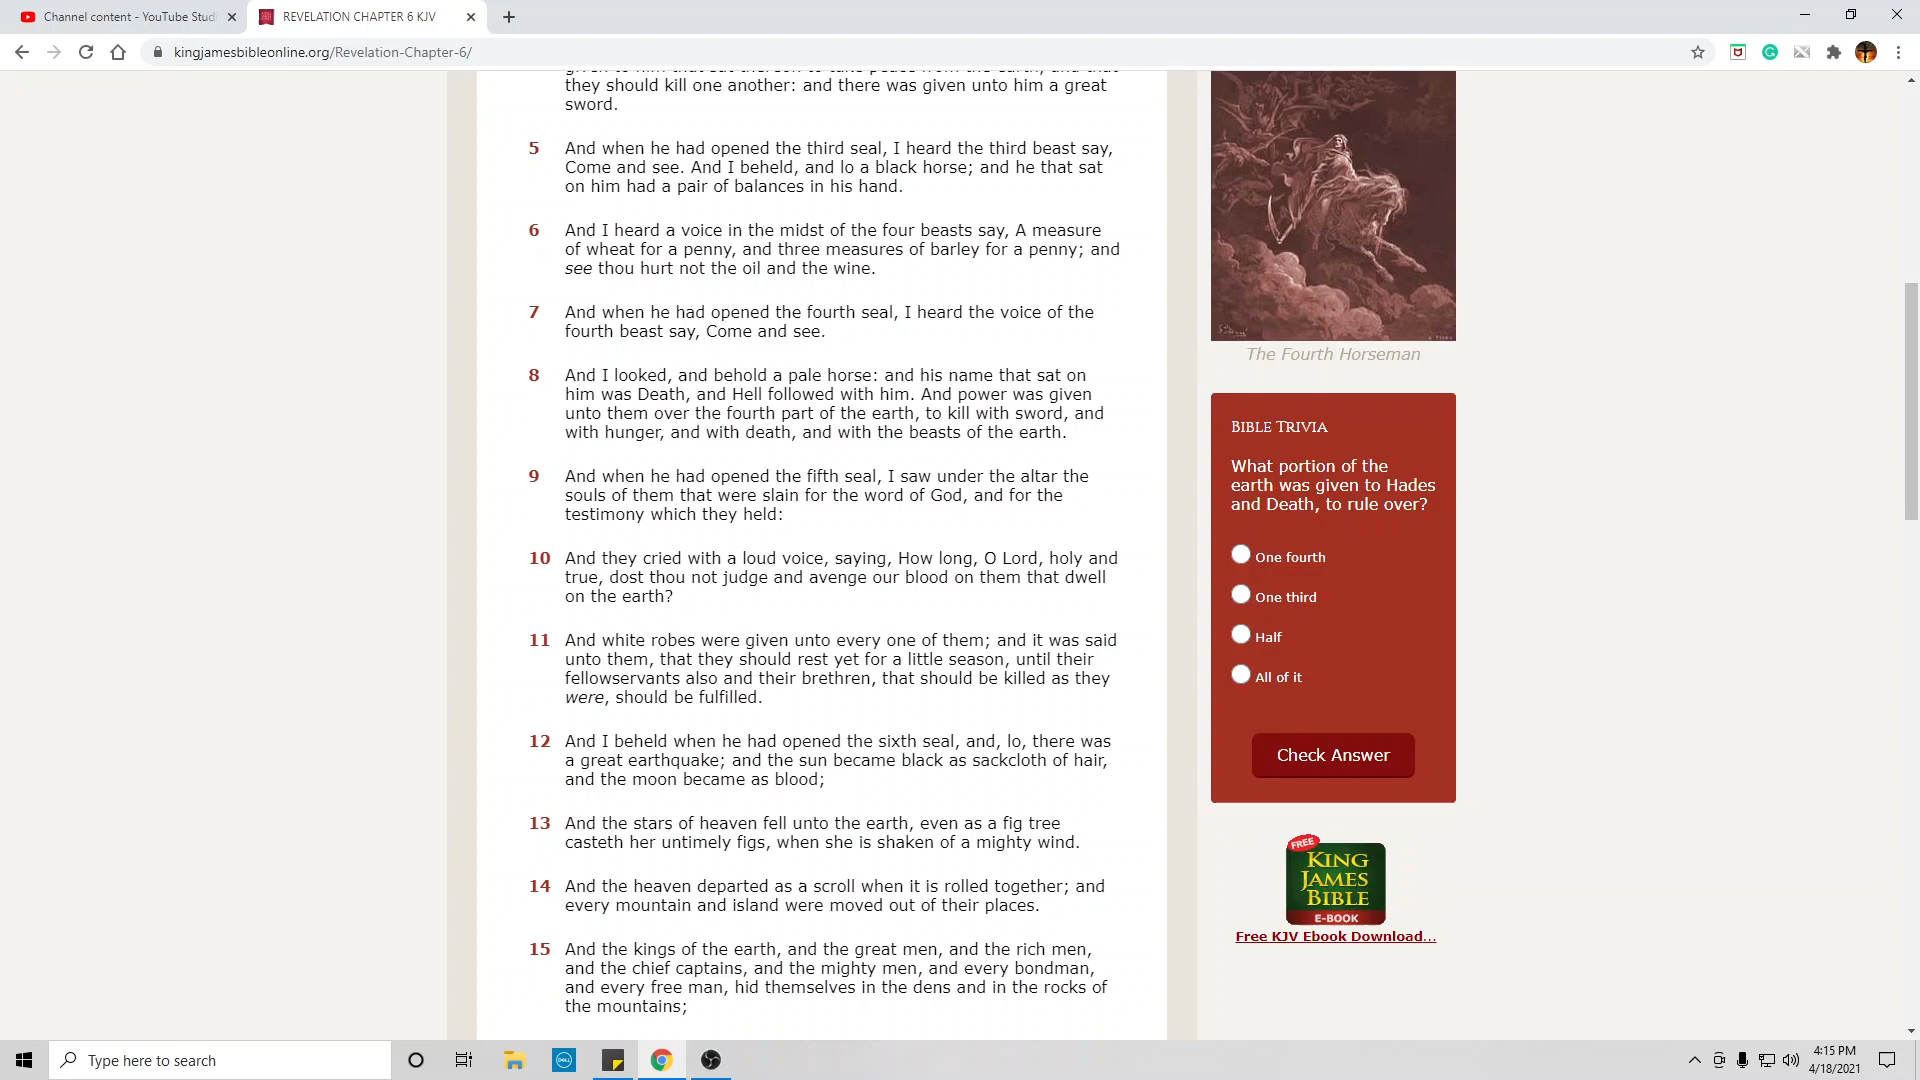 Channel content - YouTube Stud
REVELATION CHAPTER 6 KJV
kingjamesbibleonline.org/Revelation-Chapter-6/
given to him that sat thereon to take peace from the earth, and that
they should kill one another: and there was given unto him a great
sword.
5 And when he had opened the third seal, I heard the third beast say,
Come and see. And I beheld, and lo a black horse; and he that sat
on him had a pair of balances in his hand.
6 And I heard a voice in the midst of the four beasts say, A measure
of wheat for a penny, and three measures of barley for a penny; and
see thou hurt not the oil and the wine.
7 And when he had opened the fourth seal, I heard the voice of the
fourth beast say, Come and see.
8 And I looked, and behold a pale horse: and his name that sat on
him was Death, and Hell followed with him. And power was given
unto them over the fourth part of the earth, to kill with sword, and
with hunger, and with death, and with the beasts of the earth.
9 And when he had opened the fifth seal, I saw under the altar the
souls of them that were slain for the word of God, and for the
testimony which they held:
10 And they cried with a loud voice, saying, How long, O Lord, holy and
true, dost thou not judge and avenge our blood on them that dwell
on the earth?
11 And white robes were given unto every one of them; and it was said
unto them, that they should rest yet for a little season, until their
fellowservants also and their brethren, that should be killed as they
were, should be fulfilled.
12 And I beheld when he had opened the sixth seal, and, lo, there was
a great earthquake; and the sun became black as sackcloth of hair,
and the moon became as blood;
13 And the stars of heaven fell unto the earth, even as a fig tree
casteth her untimely figs, when she is shaken of a mighty wind.
14 And the heaven departed as a scroll when it is rolled together; and
every mountain and island were moved out of their places.
15 And the kings of the earth, and the great men, and the rich men,
and the chief captains, and the mighty men, and every bondman,
and every free man, hid themselves in the dens and in the rocks of
the mountains;
The Fourth Horseman
BIBLE TRIVIA
What portion of the
earth was given to Hades
and Death, to rule over?
One fourth
One third
Half
All of it
Check Answer
FREE
KING
JAMES
BIBLE
E-BOOK
Free KJV Ebook Download...
Type here to search
DELL
4:15 PM
4/18/2021